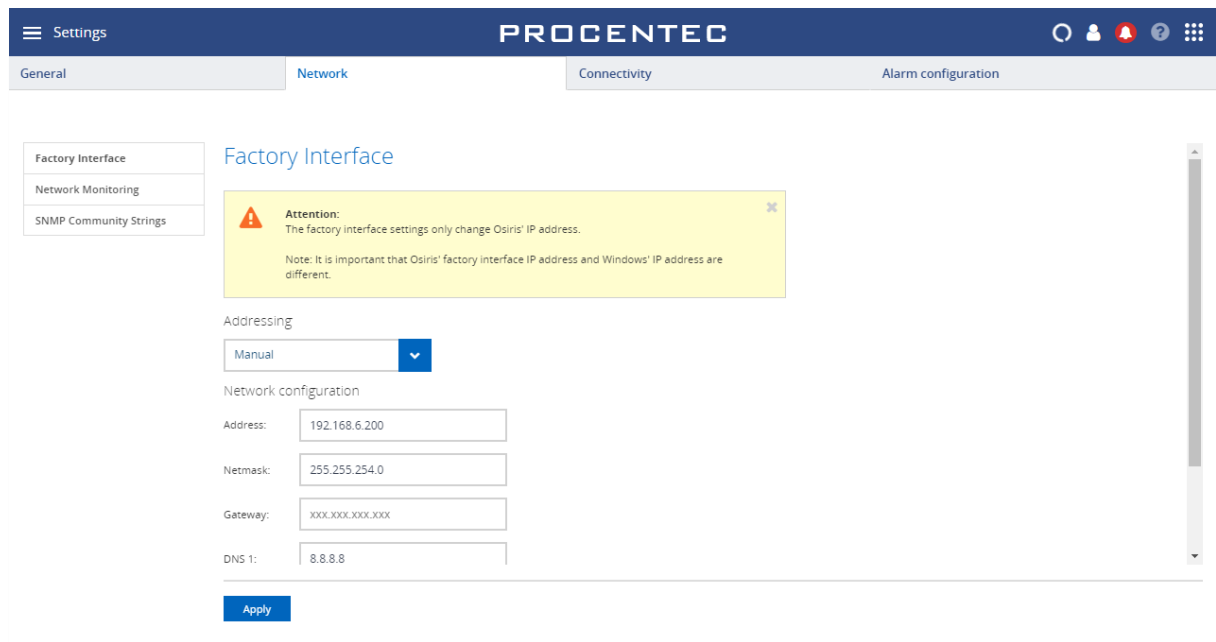 Settings
PROCENTEC
General
Network
Connectivity
Alarm configuration
Factory Interface
Network Monitoring
SNMP Community Strings
Factory Interface
Attention:
The factory interface settings only change Osiris' IP address.
Note: It is important that Osiris' factory interface IP address and Windows' IP address are
different.
Addressing
Manual
Network configuration
Address:
192.168.6.200
Netmask:
255.255.254.0
Gateway:
xxx.xxx.xxx.xxx
DNS 1:
8.8.8.8
Apply